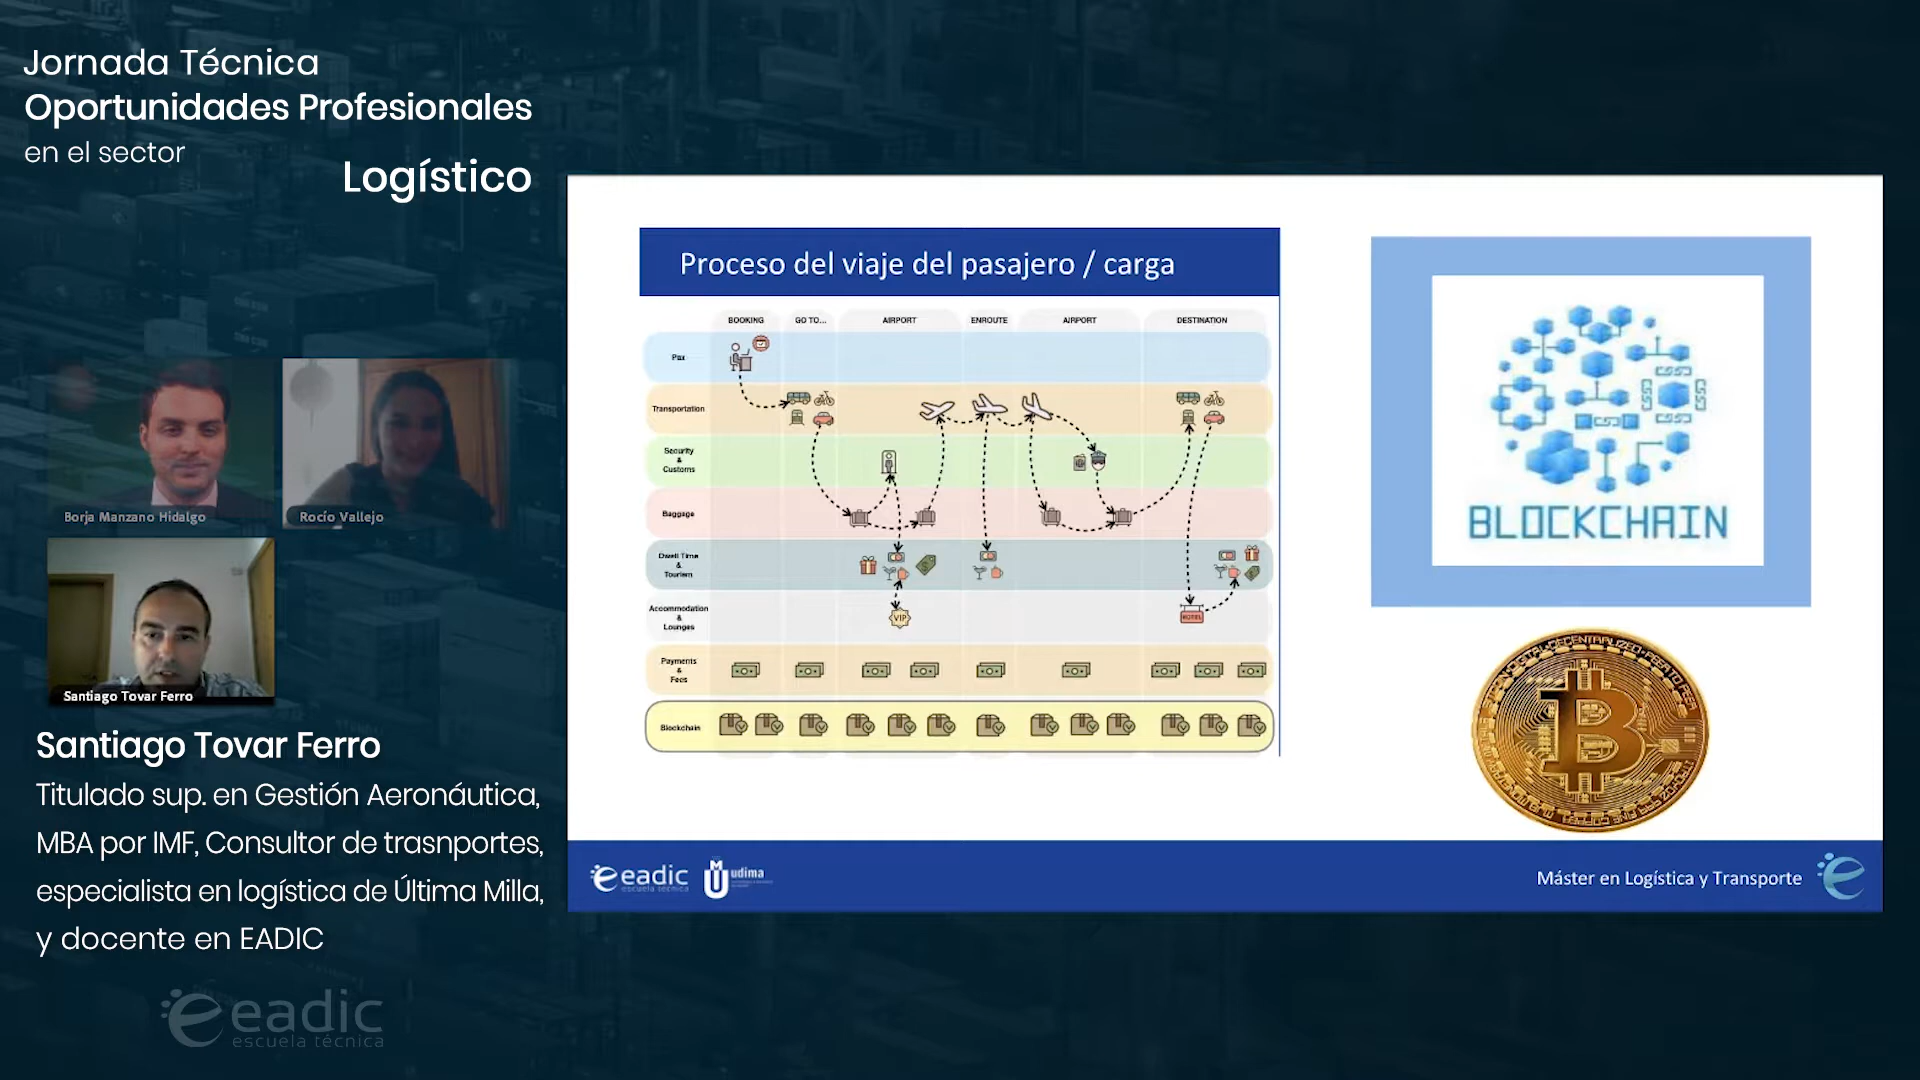 Jornada Técnica
Oportunidades Profesionales
en el sector
Logístico
Borja Manzano Hidalgo
Rocío Vallejo
Santiago Tovar Ferro
Santiago Tovar Ferro
Titulado sup. en Gestión Aeronáutica,
MBA por IMF, Consultor de trasnportes,
especialista en logística de Última Milla,
y docente en EADIC
eadic
escuela técnica
Proceso del viaje del pasajero / carga
BOOKING GO TO... AIRPORT ENROUTE AIRPORT DESTINATION
Pax
Transportation
Security
&
Customs
Baggage
Dwell Time
&
Tourism
Accommodation
&
Lounges
VIP
HOTEL
Payments
&
Fees
Blockchain
BLOCKCHAIN
eadic
escuela técnica
udima
Máster en Logística y Transporte